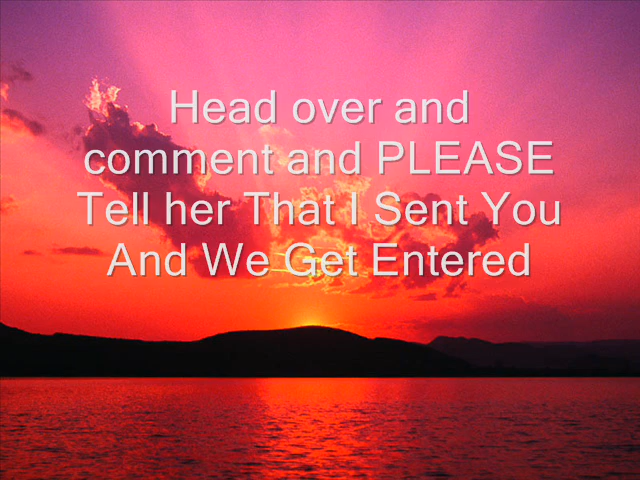 Head over and
comment and PLEASE
Tell her That I Sent You
And We Get Entered